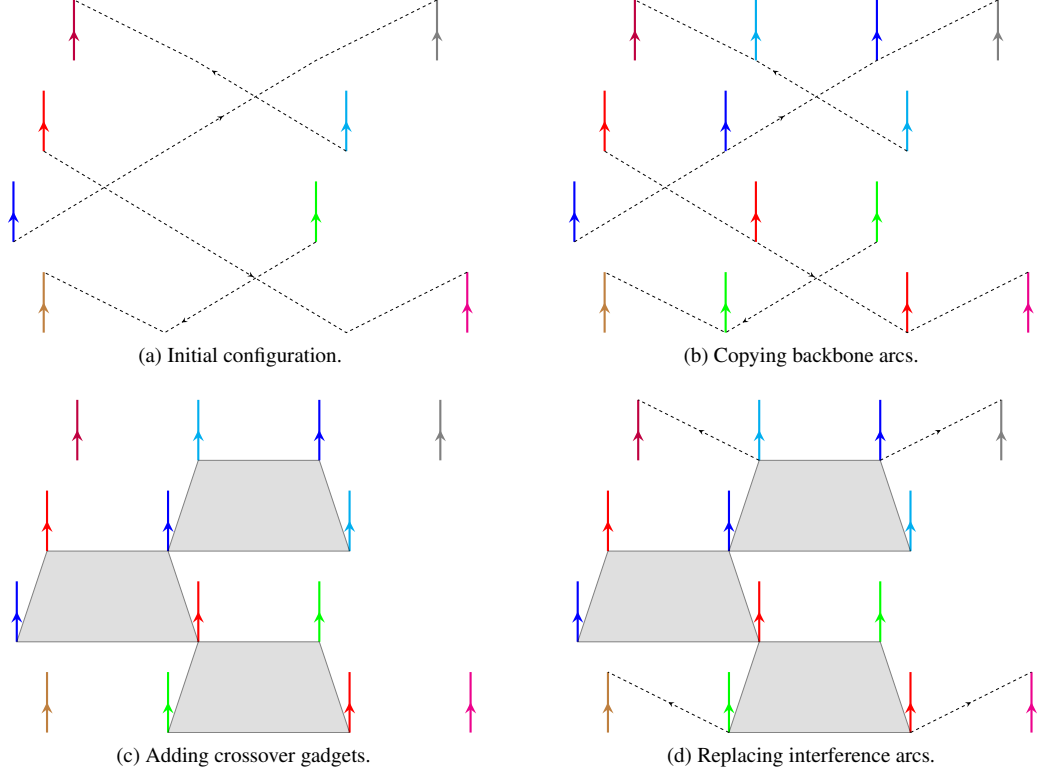 (a) Initial configuration.
(b) Copying backbone arcs.
(c) Adding crossover gadgets.
(d) Replacing interference arcs.